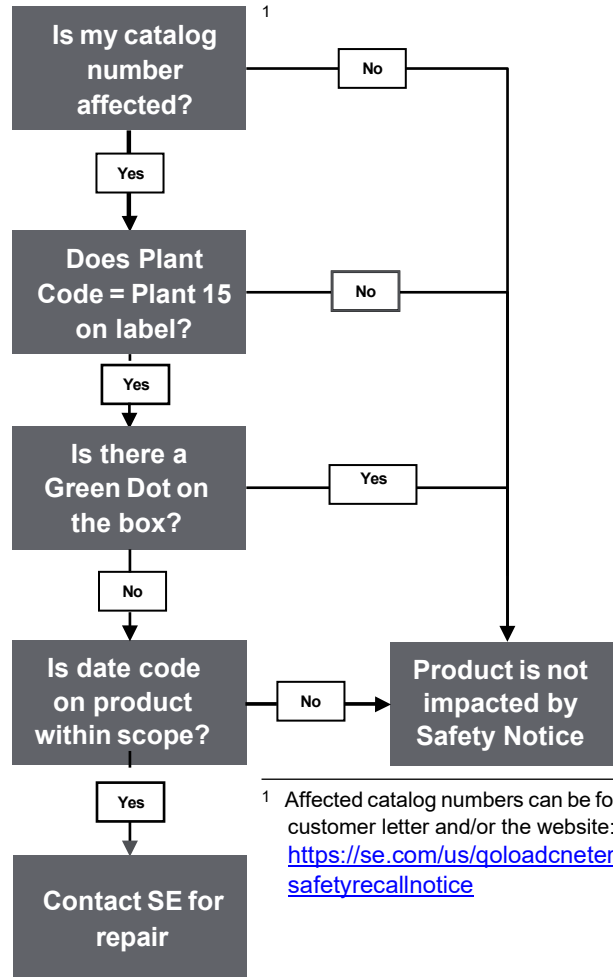 Is my catalog
number
affected?
1
No
Yes
Does Plant
Code = Plant 15
on label?
No
Yes
Is there a
Green Dot on
the box?
Yes
No
Is date code
on product
within scope?
No
Product is not
impacted by
Safety Notice
Yes
1 Affected catalog numbers can be fo
customer letter and/or the website:
https://se.com/us/qoloadcneter
safetyrecallnotice
Contact SE for
repair